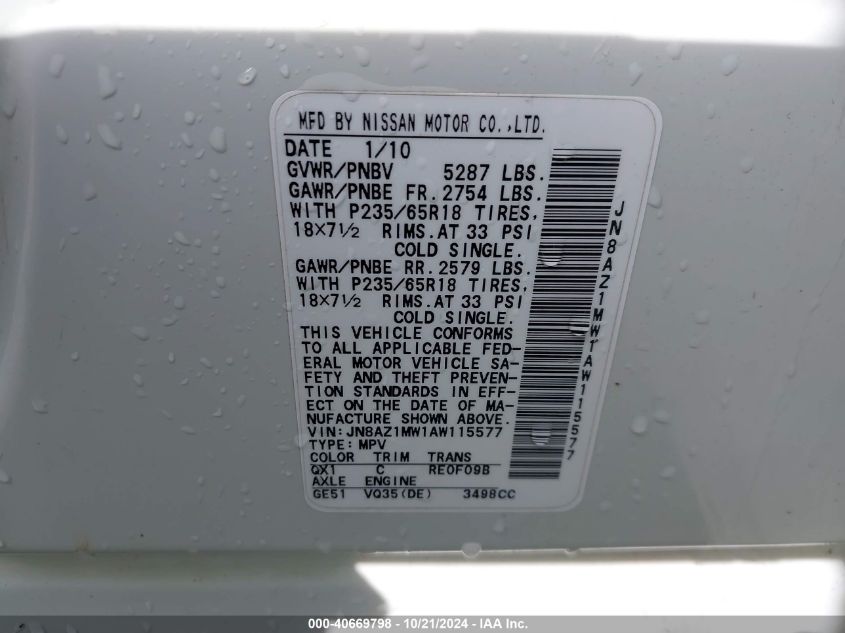 MFD BY NISSAN MOTOR CO.,LTD.
DATE 1/10
GVWR/PNBV 5287 LBS.
GAWR/PNBE FR. 2754 LBS.
WITH P235/65R18 TIRES,
18×7½ RIMS.AT 33 PSI
COLD SINGLE.
GAWR/PNBE RR. 2579 LBS.
WITH P235/65R18 TIRES,
18×7½ RIMS.AT 33 PSI
COLD SINGLE.
THIS VEHICLE CONFORMS
TO ALL APPLICABLE FED-
ERAL MOTOR VEHICLE SA-
FETY AND THEFT PREVEN-
TION STANDARDS IN EFF-
ECT ON THE DATE OF MA-
NUFACTURE SHOWN ABOVE.
VIN: JN8AZ1MW1AW115577
TYPE: MPV
COLOR TRIM TRANS
QX1 C RE0F09B
AXLE ENGINE
GE51 VQ35(DE) 3498CC
JN8AZ1MW1AW115577
000-40669798 - 10/21/2024 - IAA Inc.